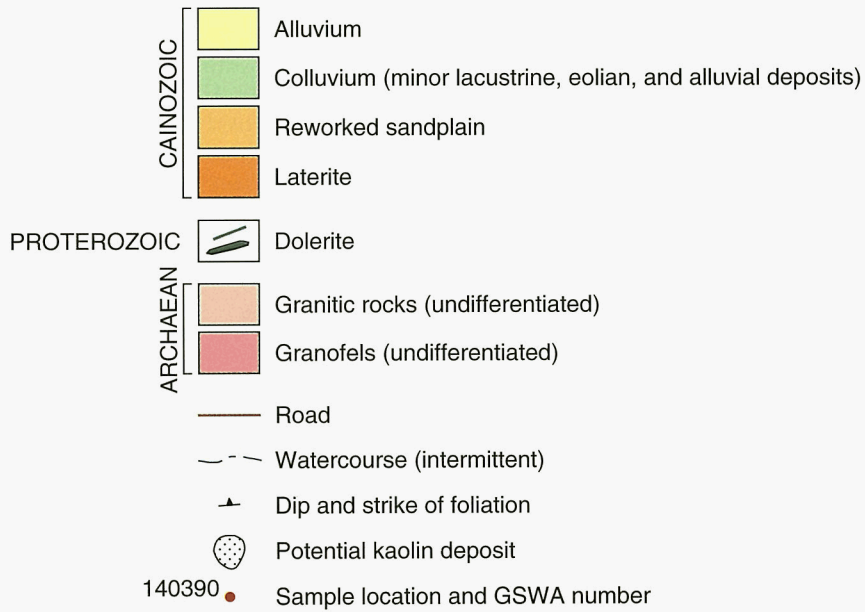 CAINOZOIC
Alluvium
Colluvium (minor lacustrine, eolian, and alluvial deposits)
Reworked sandplain
Laterite
PROTEROZOIC Dolerite
ARCHAEAN
Granitic rocks (undifferentiated)
Granofels (undifferentiated)
Road
Watercourse (intermittent)
Dip and strike of foliation
Potential kaolin deposit
140390 Sample location and GSWA number